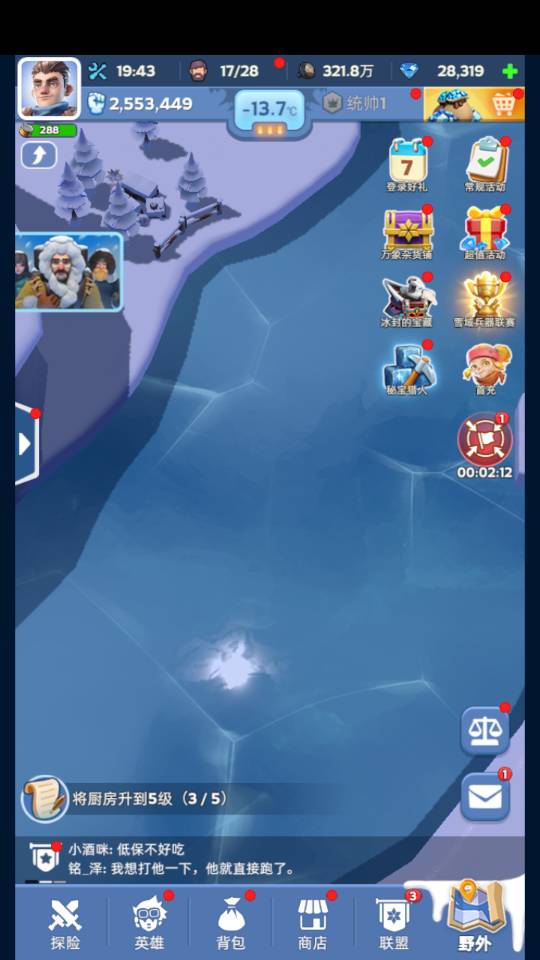 19:43 17/28 321.8万 28,319
2,553,449 -13.7℃ 统帅1
288
7
登录好礼 常规活动
万象杂货铺 超值活动
冰封的宝藏 雪域兵器联赛
秘宝猎人 首充
1
00:02:12
将厨房升到5级（3 / 5）
1
小酒咪: 低保不好吃
铭_泽: 我想打他一下，他就直接跑了。
3
探险 英雄 背包 商店 联盟 野外